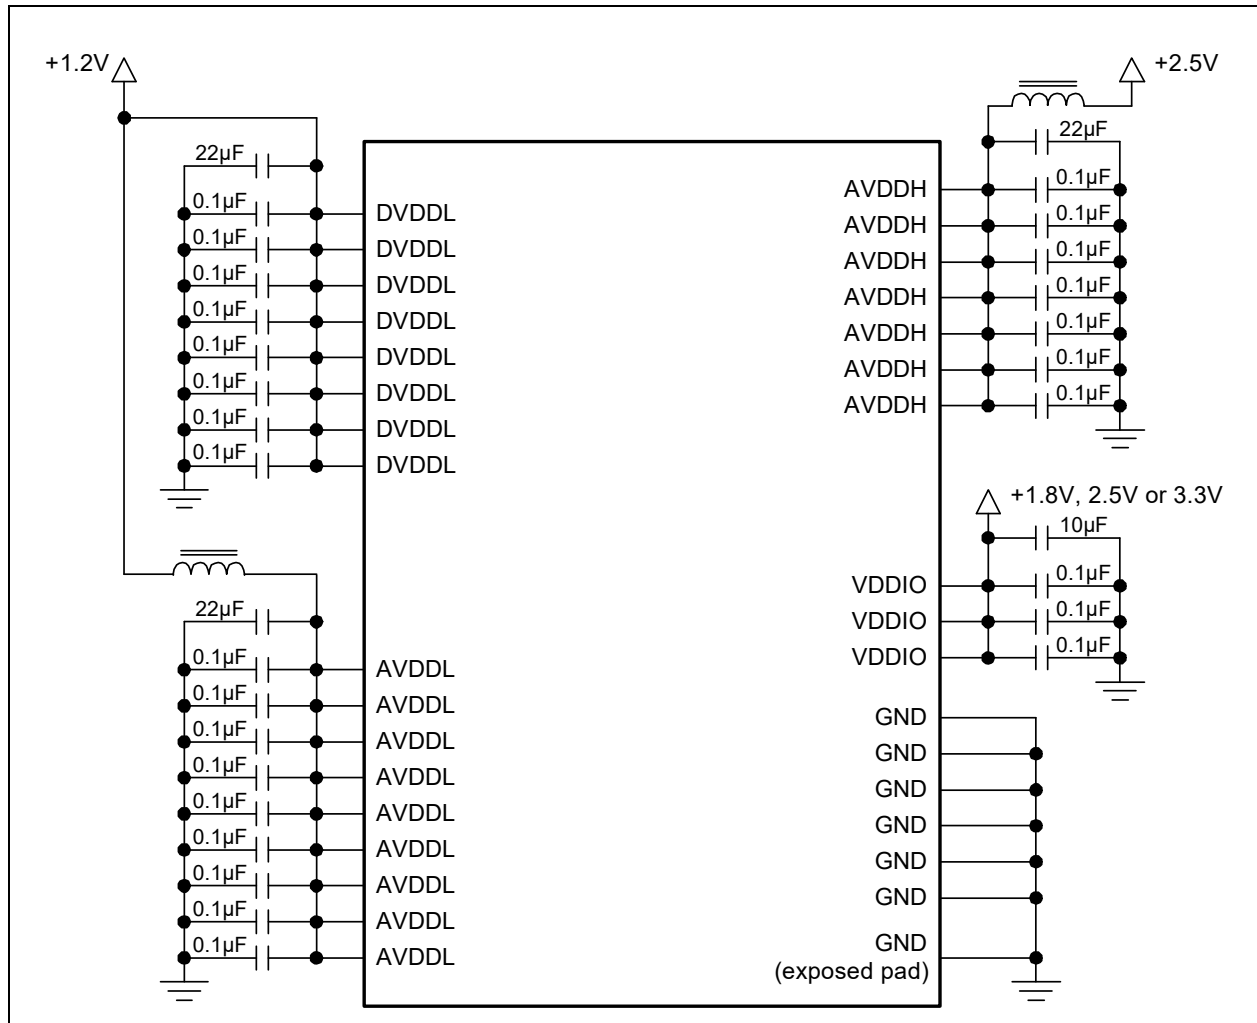 +1.2V
22µF
0.1µF DVDDL
0.1µF DVDDL
0.1µF DVDDL
0.1µF DVDDL
0.1µF DVDDL
0.1µF DVDDL
0.1µF DVDDL
0.1µF DVDDL
22µF
0.1µF AVDDL
0.1µF AVDDL
0.1µF AVDDL
0.1µF AVDDL
0.1µF AVDDL
0.1µF AVDDL
0.1µF AVDDL
0.1µF AVDDL
0.1µF AVDDL
+2.5V
22µF
AVDDH 0.1µF
AVDDH 0.1µF
AVDDH 0.1µF
AVDDH 0.1µF
AVDDH 0.1µF
AVDDH 0.1µF
AVDDH 0.1µF
+1.8V, 2.5V or 3.3V
10µF
VDDIO 0.1µF
VDDIO 0.1µF
VDDIO 0.1µF
GND
GND
GND
GND
GND
GND
GND
(exposed pad)